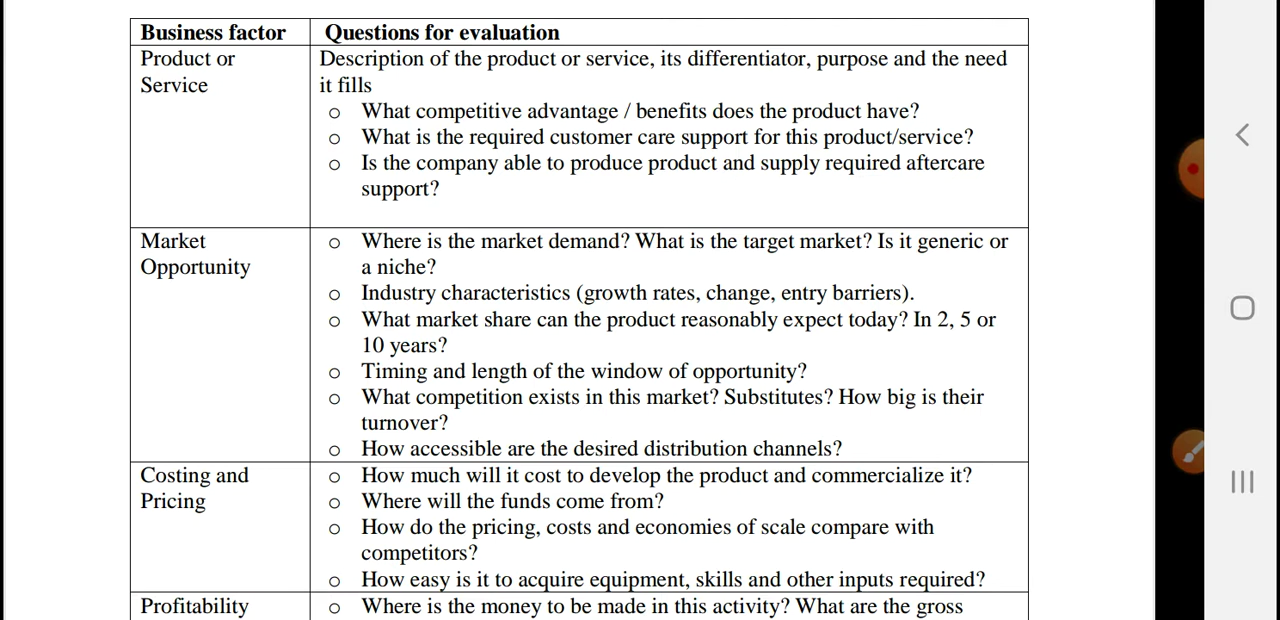 Business factor
Questions for evaluation
Product or
Service
Description of the product or service, its differentiator, purpose and the need
it fills
o What competitive advantage / benefits does the product have?
o What is the required customer care support for this product/service?
o Is the company able to produce product and supply required aftercare
support?
Market
Opportunity
o Where is the market demand? What is the target market? Is it generic or
a niche?
o Industry characteristics (growth rates, change, entry barriers).
o What market share can the product reasonably expect today? In 2, 5 or
10 years?
o Timing and length of the window of opportunity?
o What competition exists in this market? Substitutes? How big is their
turnover?
o How accessible are the desired distribution channels?
Costing and
Pricing
o How much will it cost to develop the product and commercialize it?
o Where will the funds come from?
o How do the pricing, costs and economies of scale compare with
competitors?
o How easy is it to acquire equipment, skills and other inputs required?
Profitability
o Where is the money to be made in this activity? What are the gross